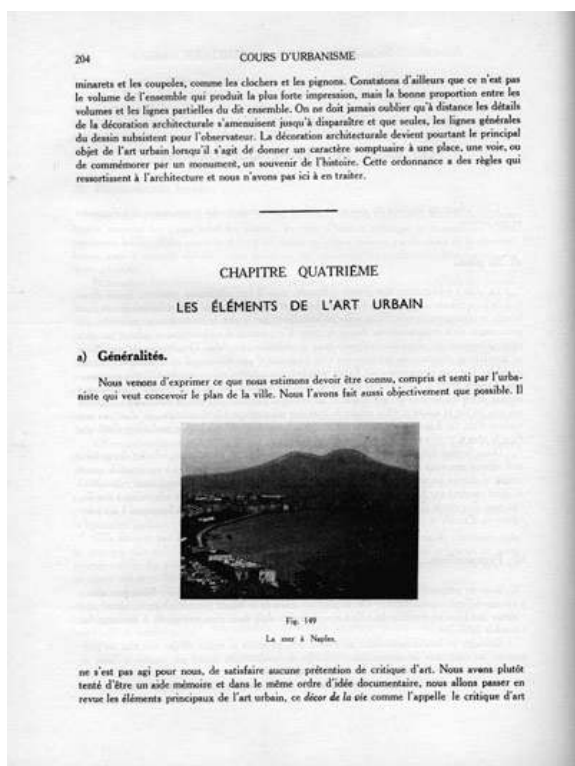 204
COURS D'URBANISME
minarets et les coupoles, comme les clochers et les pignons. Constatons d'ailleurs que ce n'est pas
le volume de l'ensemble qui produit la plus forte impression, mais la bonne proportion entre les
volumes et les lignes partielles du dit ensemble. On ne doit jamais oublier qu'à distance les détails
de la décoration architecturale s'amenuisent jusqu'à disparaître et que seules, les lignes générales
du dessin subsistent pour l'observateur. La décoration architecturale devient pourtant le principal
objet de l'art urbain lorsqu'il s'agit de donner un caractère somptuaire à une place, une voie, ou
de commémorer par un monument, un souvenir de l'histoire. Cette ordonnance a des règles qui
ressortissent à l'architecture et nous n'avons pas ici à en traiter.
CHAPITRE QUATRIÈME
LES ÉLÉMENTS DE L'ART URBAIN
a) Généralités.
Nous venons d'exprimer ce que nous estimons devoir être connu, compris et senti par l'urba-
niste qui veut concevoir le plan de la ville. Nous l'avons fait aussi objectivement que possible. Il
Fig. 149
La mer à Naples.
ne s'est pas agi pour nous, de satisfaire aucune prétention de critique d'art. Nous avons plutôt
tenté d'être un aide mémoire et dans le même ordre d'idée documentaire, nous allons passer en
revue les éléments principaux de l'art urbain, ce décor de la vie comme l'appelle le critique d'art